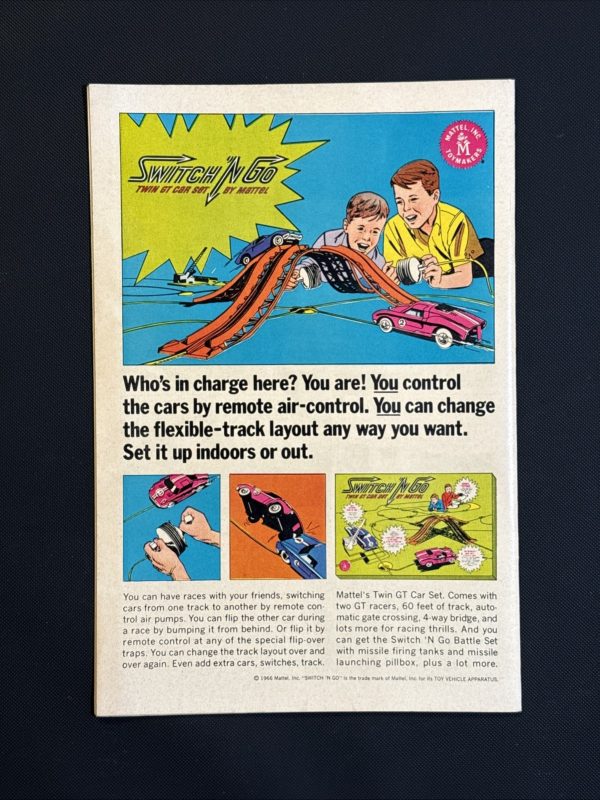 SWITCH 'N GO
TWIN GT CAR SET BY MATTEL
MATTEL, INC.
M
TOYMAKERS
Who's in charge here? You are! You control
the cars by remote air-control. You can change
the flexible-track layout any way you want.
Set it up indoors or out.
SWITCH 'N GO
TWIN GT CAR SET BY MATTEL
You can have races with your friends, switching
cars from one track to another by remote con-
trol air pumps. You can flip the other car during
a race by bumping it from behind. Or flip it by
remote control at any of the special flip-over
traps. You can change the track layout over and
over again. Even add extra cars, switches, track.
Mattel's Twin GT Car Set. Comes with
two GT racers, 60 feet of track, auto-
matic gate crossing, 4-way bridge, and
lots more for racing thrills. And you
can get the Switch 'N Go Battle Set
with missile firing tanks and missile
launching pillbox, plus a lot more.
© 1966 Mattel, Inc. "SWITCH 'N GO" is the trade mark of Mattel, Inc. for its TOY VEHICLE APPARATUS.